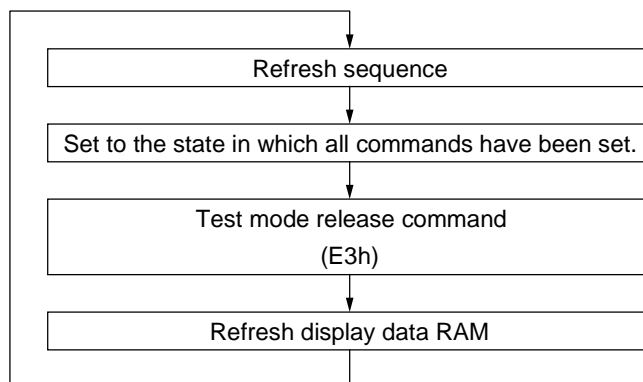 Refresh sequence
Set to the state in which all commands have been set.
Test mode release command
(E3h)
Refresh display data RAM